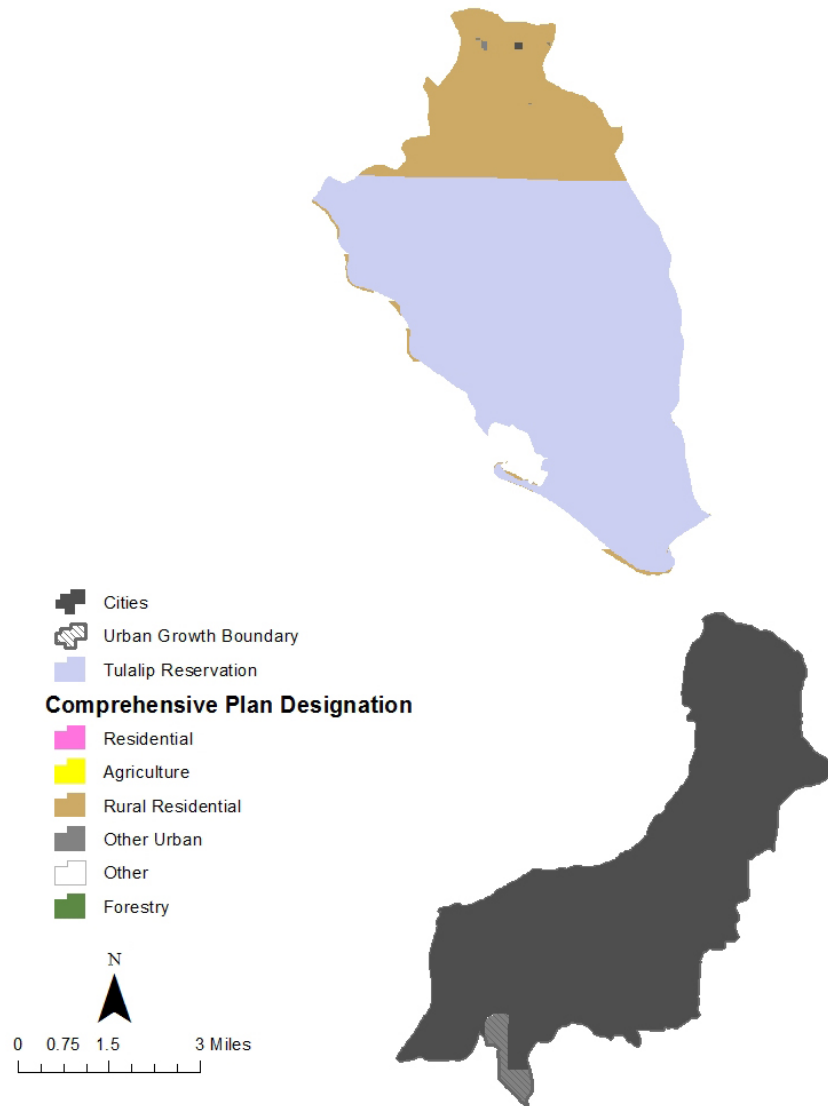 Cities
Urban Growth Boundary
Tulalip Reservation
Comprehensive Plan Designation
Residential
Agriculture
Rural Residential
Other Urban
Other
Forestry
N
0 0.75 1.5 3 Miles